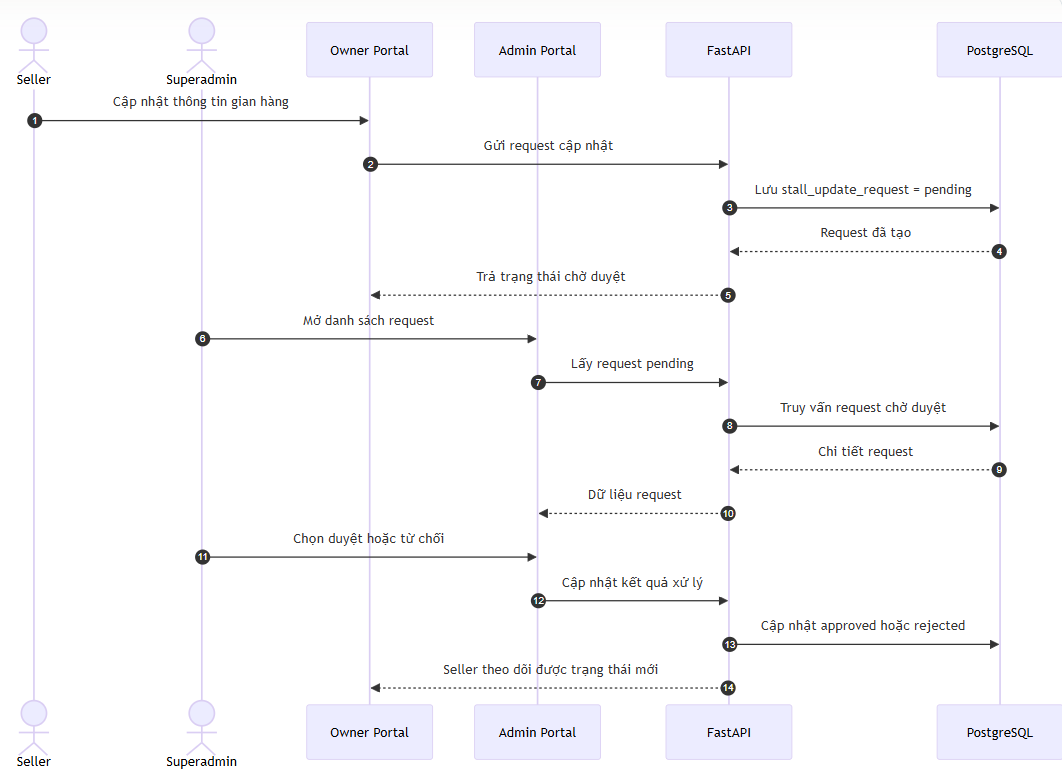 Seller
Superadmin
Owner Portal
Admin Portal
FastAPI
PostgreSQL
Cập nhật thông tin gian hàng
1
Gửi request cập nhật
2
Lưu stall_update_request = pending
3
Request đã tạo
4
Trả trạng thái chờ duyệt
5
Mở danh sách request
6
Lấy request pending
7
Truy vấn request chờ duyệt
8
Chi tiết request
9
Dữ liệu request
10
Chọn duyệt hoặc từ chối
11
Cập nhật kết quả xử lý
12
Cập nhật approved hoặc rejected
13
Seller theo dõi được trạng thái mới
14
Seller
Superadmin
Owner Portal
Admin Portal
FastAPI
PostgreSQL